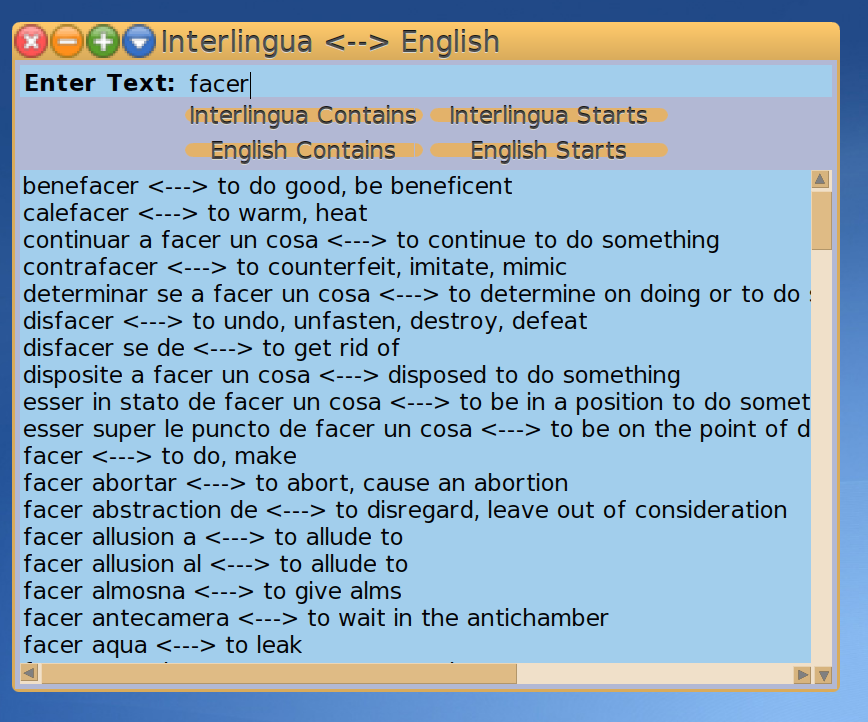 Interlingua <--> English
Enter Text: facer
Interlingua Contains Interlingua Starts
English Contains English Starts
benefacer <---> to do good, be beneficent
calefacer <---> to warm, heat
continuar a facer un cosa <---> to continue to do something
contrafacer <---> to counterfeit, imitate, mimic
determinar se a facer un cosa <---> to determine on doing or to do
disfacer <---> to undo, unfasten, destroy, defeat
disfacer se de <---> to get rid of
disposite a facer un cosa <---> disposed to do something
esser in stato de facer un cosa <---> to be in a position to do somet
esser super le puncto de facer un cosa <---> to be on the point of d
facer <---> to do, make
facer abortar <---> to abort, cause an abortion
facer abstraction de <---> to disregard, leave out of consideration
facer allusion a <---> to allude to
facer allusion al <---> to allude to
facer almosna <---> to give alms
facer antecamera <---> to wait in the antichamber
facer aqua <---> to leak